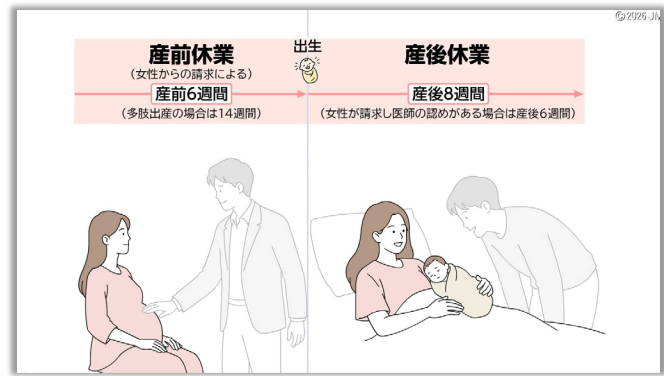 ©2026 JM
産前休業
(女性からの請求による)
産前6週間
(多肢出産の場合は14週間)
出生
産後休業
産後8週間
(女性が請求し医師の認めがある場合は産後6週間)